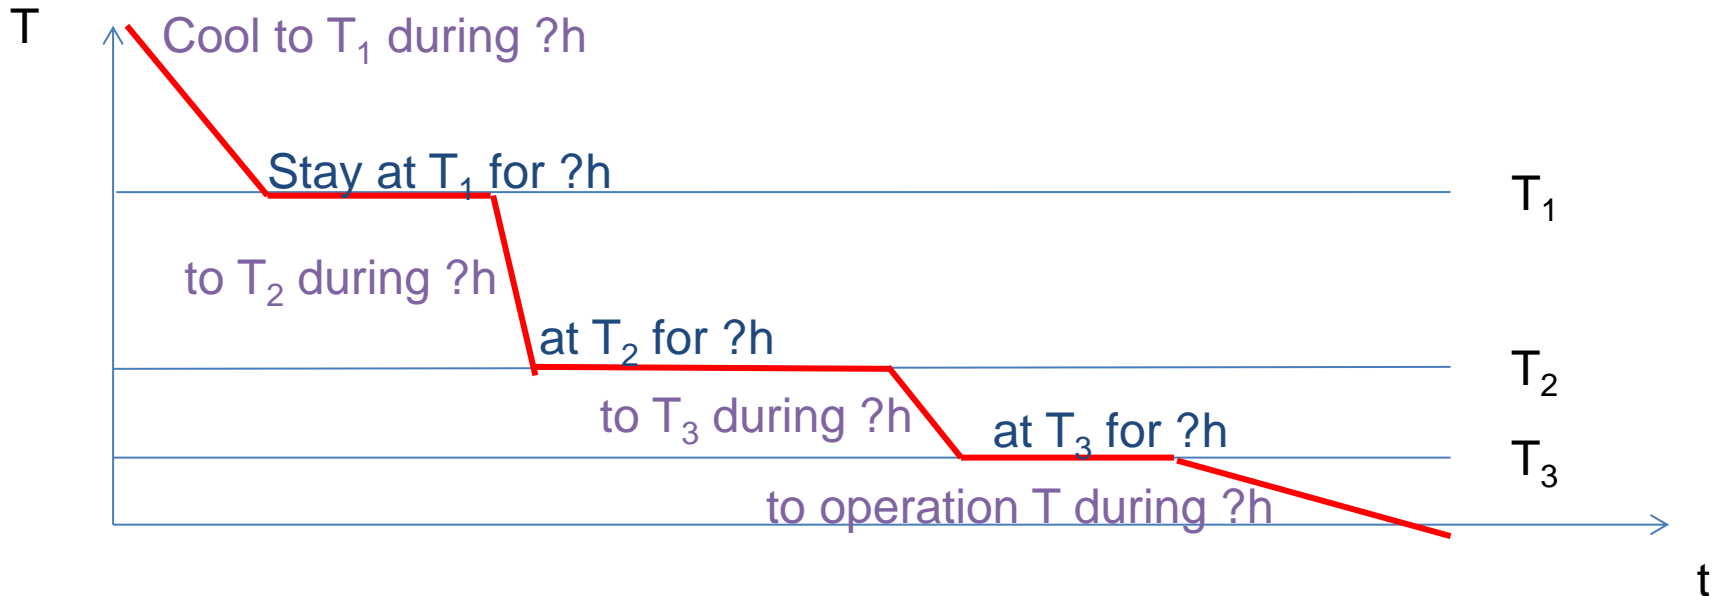 T
Cool to T₁ during ?h
Stay at T₁ for ?h
T₁
to T₂ during ?h
at T₂ for ?h
T₂
to T₃ during ?h
at T₃ for ?h
T₃
to operation T during ?h
t